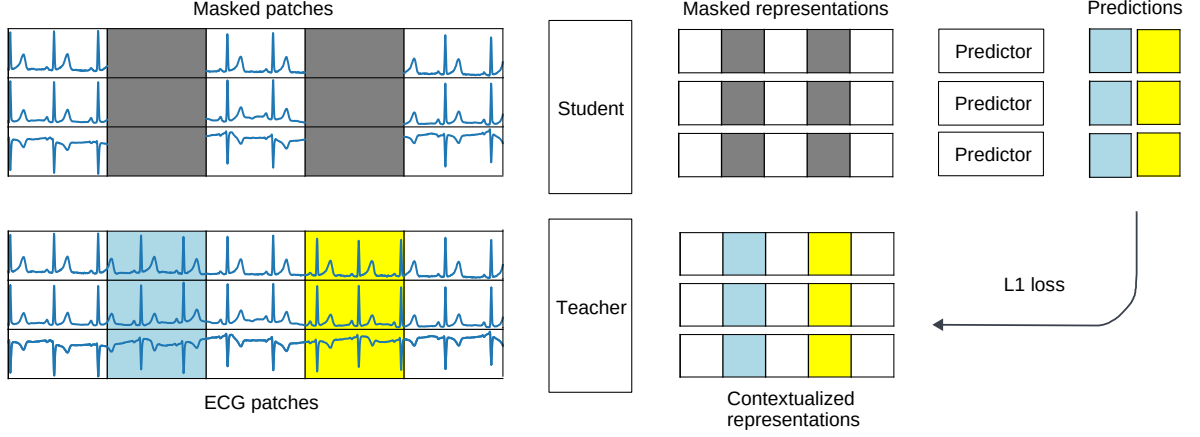 Masked patches
Masked representations
Predictions
Student
Predictor
Predictor
Predictor
Teacher
L1 loss
ECG patches
Contextualized
representations